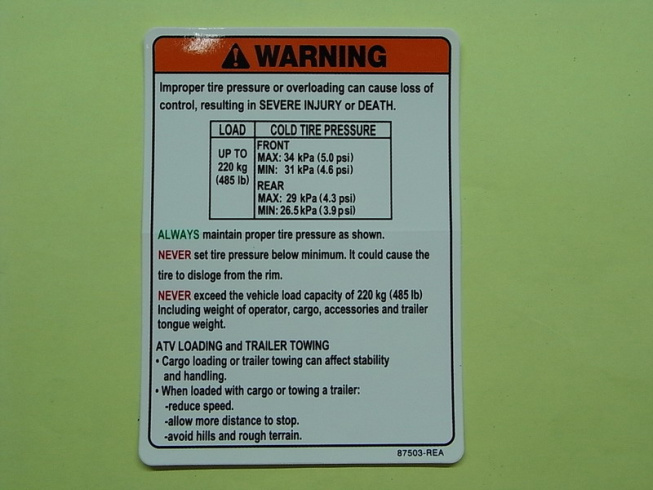 WARNING
Improper tire pressure or overloading can cause loss of
control, resulting in SEVERE INJURY or DEATH.
LOAD COLD TIRE PRESSURE
UP TO
220 kg
(485 lb)
FRONT
MAX: 34 kPa (5.0 psi)
MIN: 31 kPa (4.6 psi)
REAR
MAX: 29 kPa (4.3 psi)
MIN: 26.5 kPa (3.9 psi)
ALWAYS maintain proper tire pressure as shown.
NEVER set tire pressure below minimum. It could cause the
tire to disloge from the rim.
NEVER exceed the vehicle load capacity of 220 kg (485 lb)
Including weight of operator, cargo, accessories and trailer
tongue weight.
ATV LOADING and TRAILER TOWING
• Cargo loading or trailer towing can affect stability
and handling.
• When loaded with cargo or towing a trailer:
-reduce speed.
-allow more distance to stop.
-avoid hills and rough terrain.
87503-REA